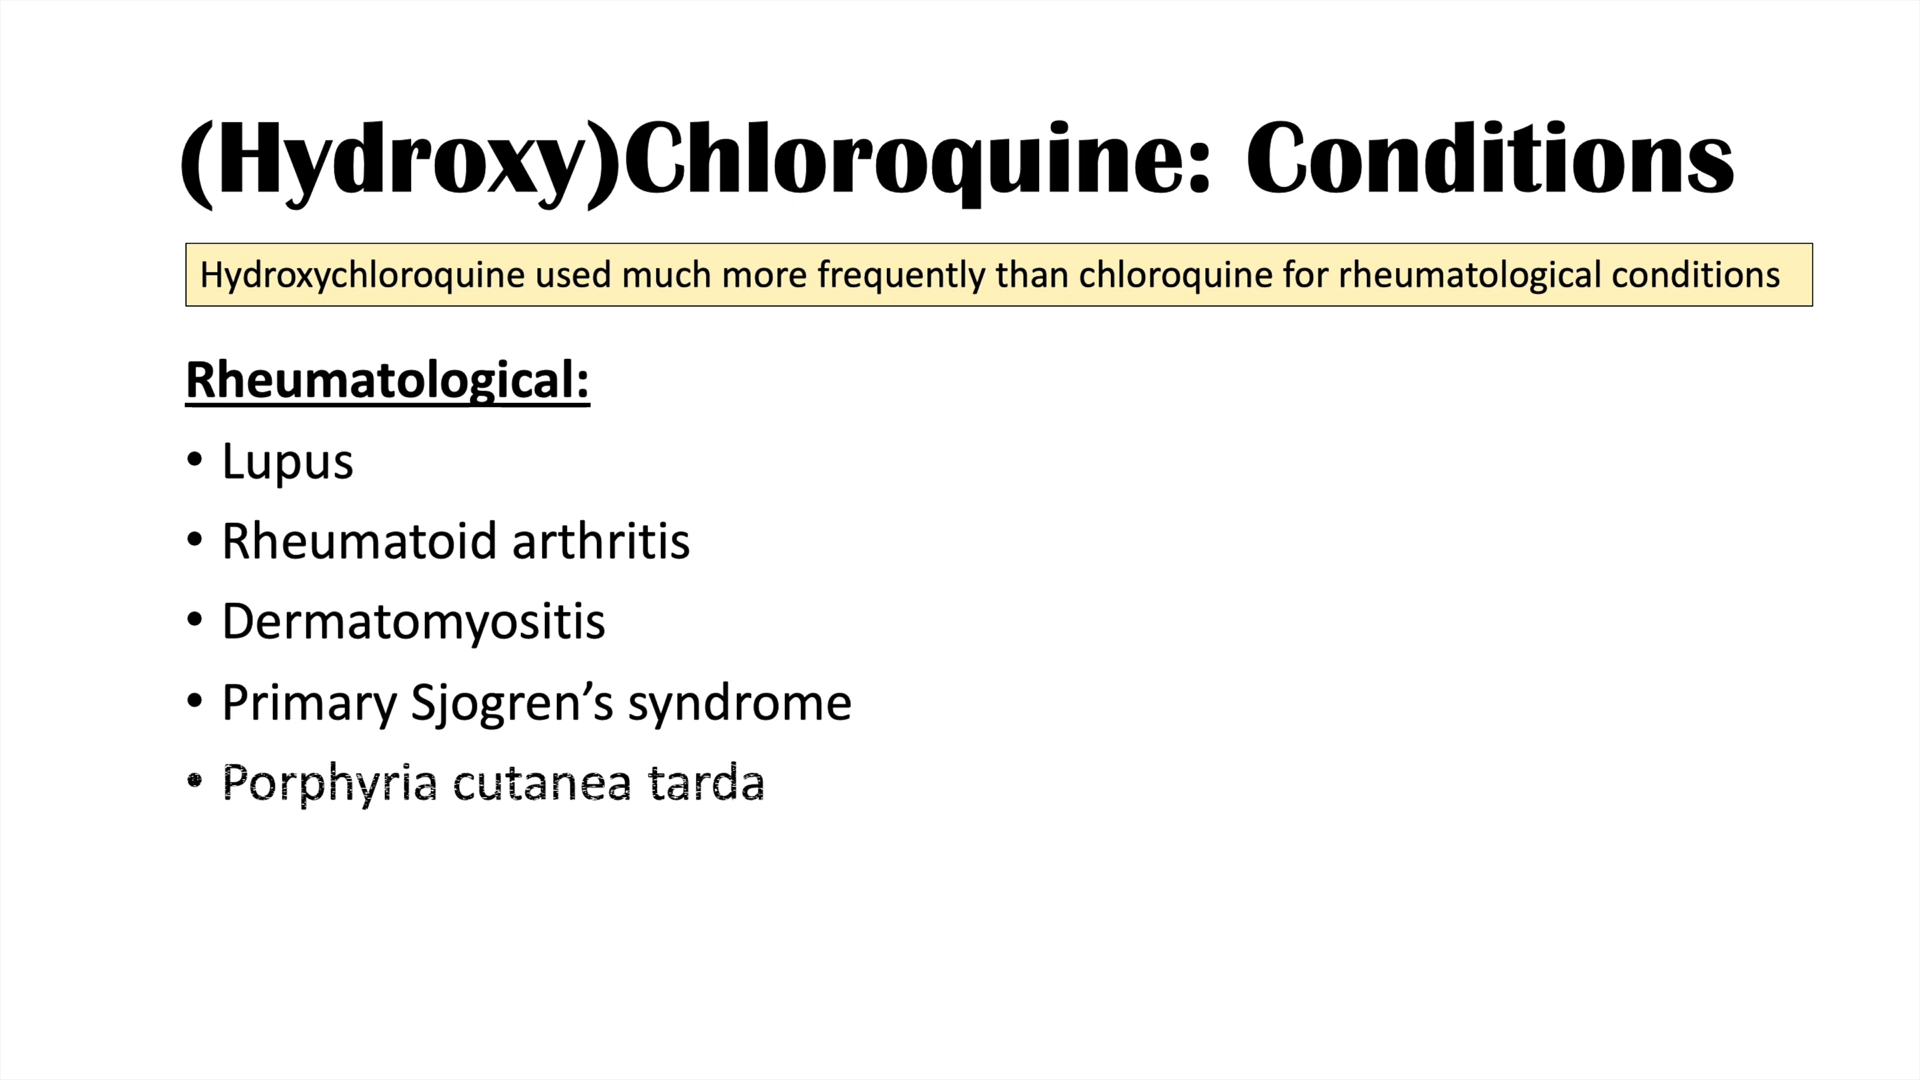 (Hydroxy)Chloroquine: Conditions
Hydroxychloroquine used much more frequently than chloroquine for rheumatological conditions
Rheumatological:
• Lupus
• Rheumatoid arthritis
• Dermatomyositis
• Primary Sjogren’s syndrome
• Porphyria cutanea tarda